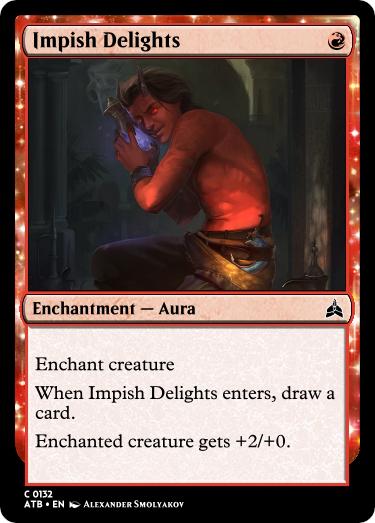 Impish Delights
Enchantment — Aura
Enchant creature
When Impish Delights enters, draw a
card.
Enchanted creature gets +2/+0.
C 0132
ATB • EN Alexander Smolyakov